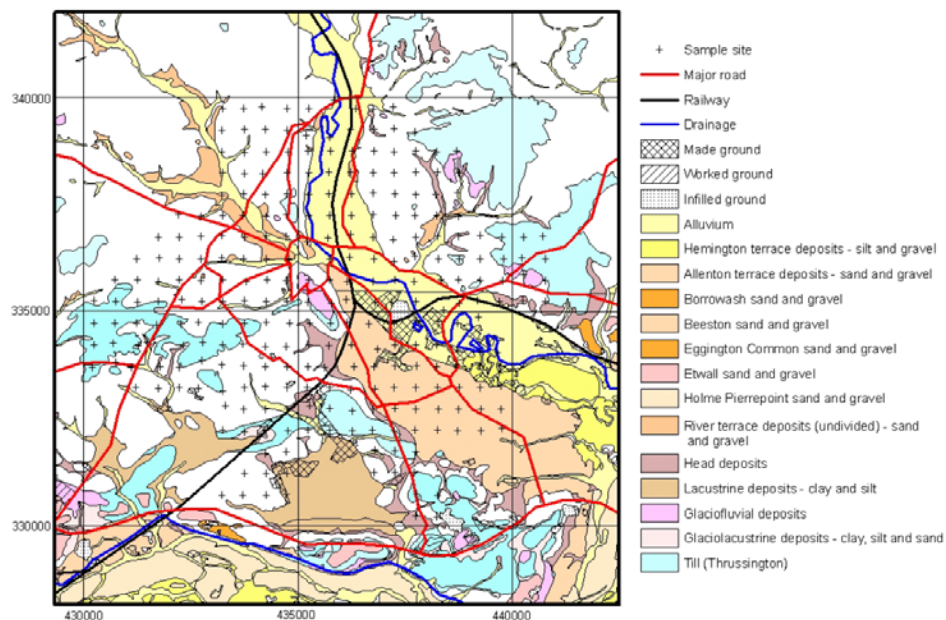 340000
335000
330000
430000
435000
440000
Sample site
Major road
Railway
Drainage
Made ground
Worked ground
Infilled ground
Alluvium
Hemington terrace deposits - silt and gravel
Allenton terrace deposits - sand and gravel
Borrowash sand and gravel
Beeston sand and gravel
Eggington Common sand and gravel
Etwall sand and gravel
Holme Pierrepoint sand and gravel
River terrace deposits (undivided) - sand
and gravel
Head deposits
Lacustrine deposits - clay and silt
Glaciofluvial deposits
Glaciolacustrine deposits - clay, silt and sand
Till (Thrussington)